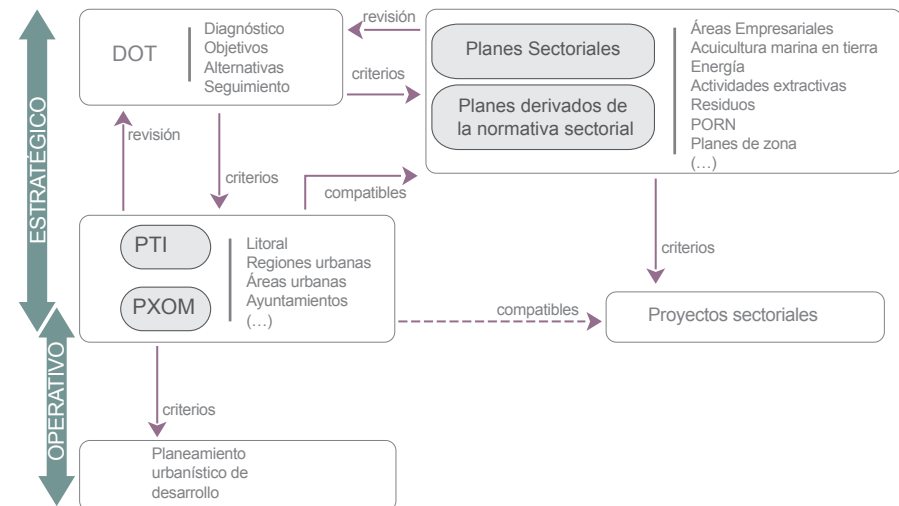 ESTRATÉGICO
OPERATIVO
DOT
Diagnóstico
Objetivos
Alternativas
Seguimiento
revisión
criterios
Planes Sectoriales
Planes derivados de
la normativa sectorial
Áreas Empresariales
Acuicultura marina en tierra
Energía
Actividades extractivas
Residuos
PORN
Planes de zona
(...)
revisión
criterios
compatibles
PTI
PXOM
Litoral
Regiones urbanas
Áreas urbanas
Ayuntamientos
(...)
criterios
compatibles
Proyectos sectoriales
criterios
Planeamiento
urbanístico de
desarrollo